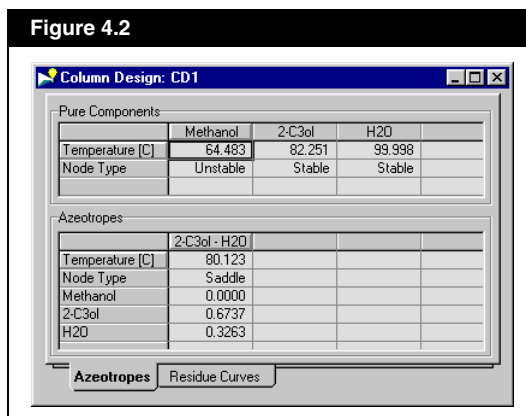 Figure 4.2
Column Design: CD1
Pure Components
Methanol 2-C3ol H2O
Temperature [C] 64.483 82.251 99.998
Node Type Unstable Stable Stable
Azeotropes
2-C3ol - H2O
Temperature [C] 80.123
Node Type Saddle
Methanol 0.0000
2-C3ol 0.6737
H2O 0.3263
Azeotropes Residue Curves